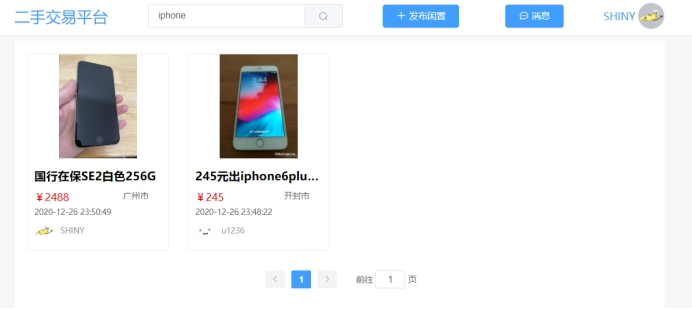 二手交易平台
iphone
发布闲置
消息
SHINY
国行在保SE2白色256G
￥2488
广州市
2020-12-26 23:50:49
SHINY
245元出iphone6plu...
￥245
开封市
2020-12-26 23:48:22
u1236
1
前往 1 页